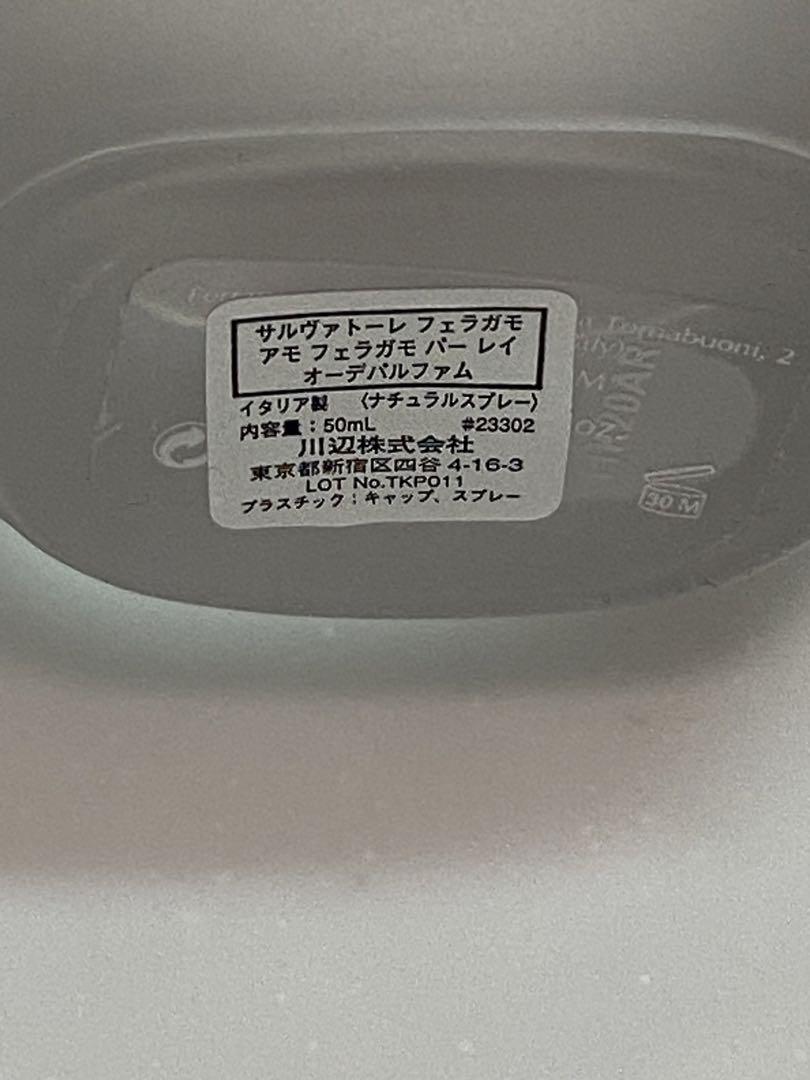 サルヴァトーレ フェラガモ
アモ フェラガモ パー レイ
オーデパルファム
イタリア製 〈ナチュラルスプレー〉
内容量：50mL #23302
川辺株式会社
東京都新宿区四谷 4-16-3
LOT No.TKP011
プラスチック：キャップ、スプレー
Tornabuoni, 2
30 M